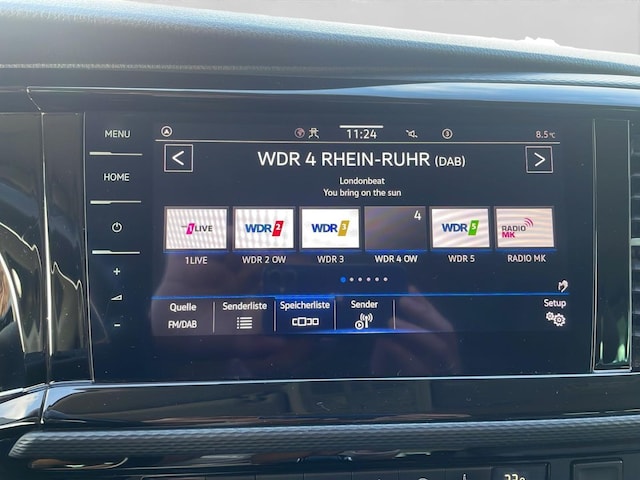 MENU
HOME
11:24
3
8.5°C
WDR 4 RHEIN-RUHR (DAB)
Londonbeat
You bring on the sun
1LIVE
WDR 2
WDR 3
4
WDR 5
RADIO MK
1LIVE
WDR 2 OW
WDR 3
WDR 4 OW
WDR 5
RADIO MK
Quelle
FM/DAB
Senderliste
Speicherliste
Sender
Setup
+
-